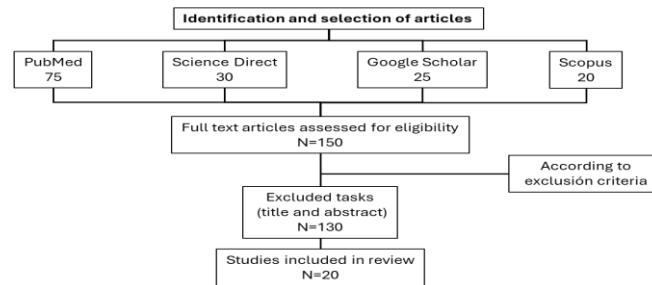 Identification and selection of articles
PubMed
75
Science Direct
30
Google Scholar
25
Scopus
20
Full text articles assessed for eligibility
N=150
According to
exclusión criteria
Excluded tasks
(title and abstract)
N=130
Studies included in review
N=20